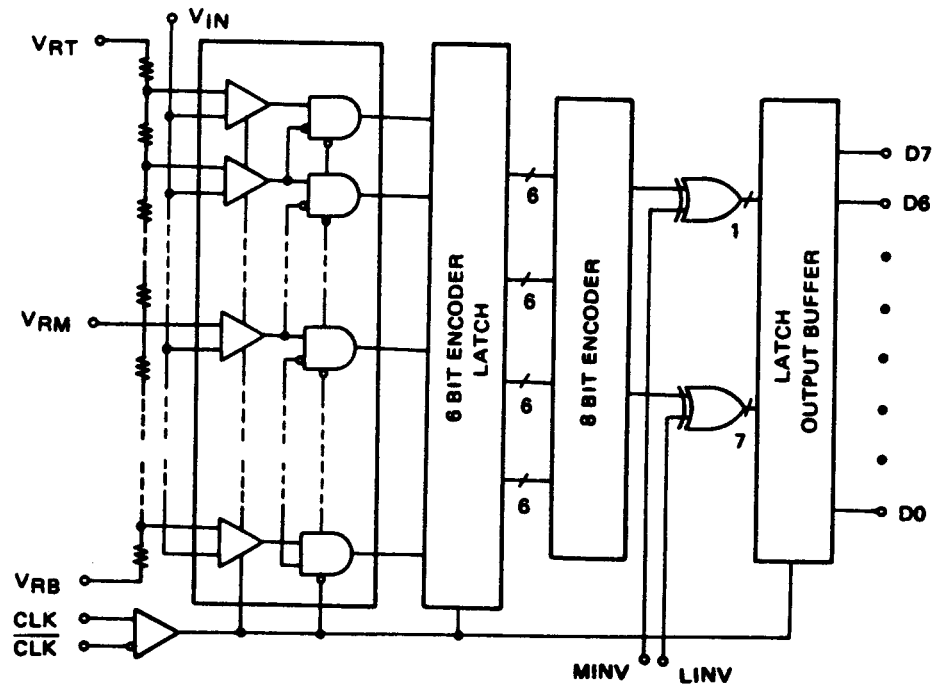 VIN
VRT
VRM
VRB
CLK
CLK
6 BIT ENCODER
LATCH
6
6
6
6
8 BIT ENCODER
1
7
MINV
LINV
LATCH
OUTPUT BUFFER
D7
D6
D0